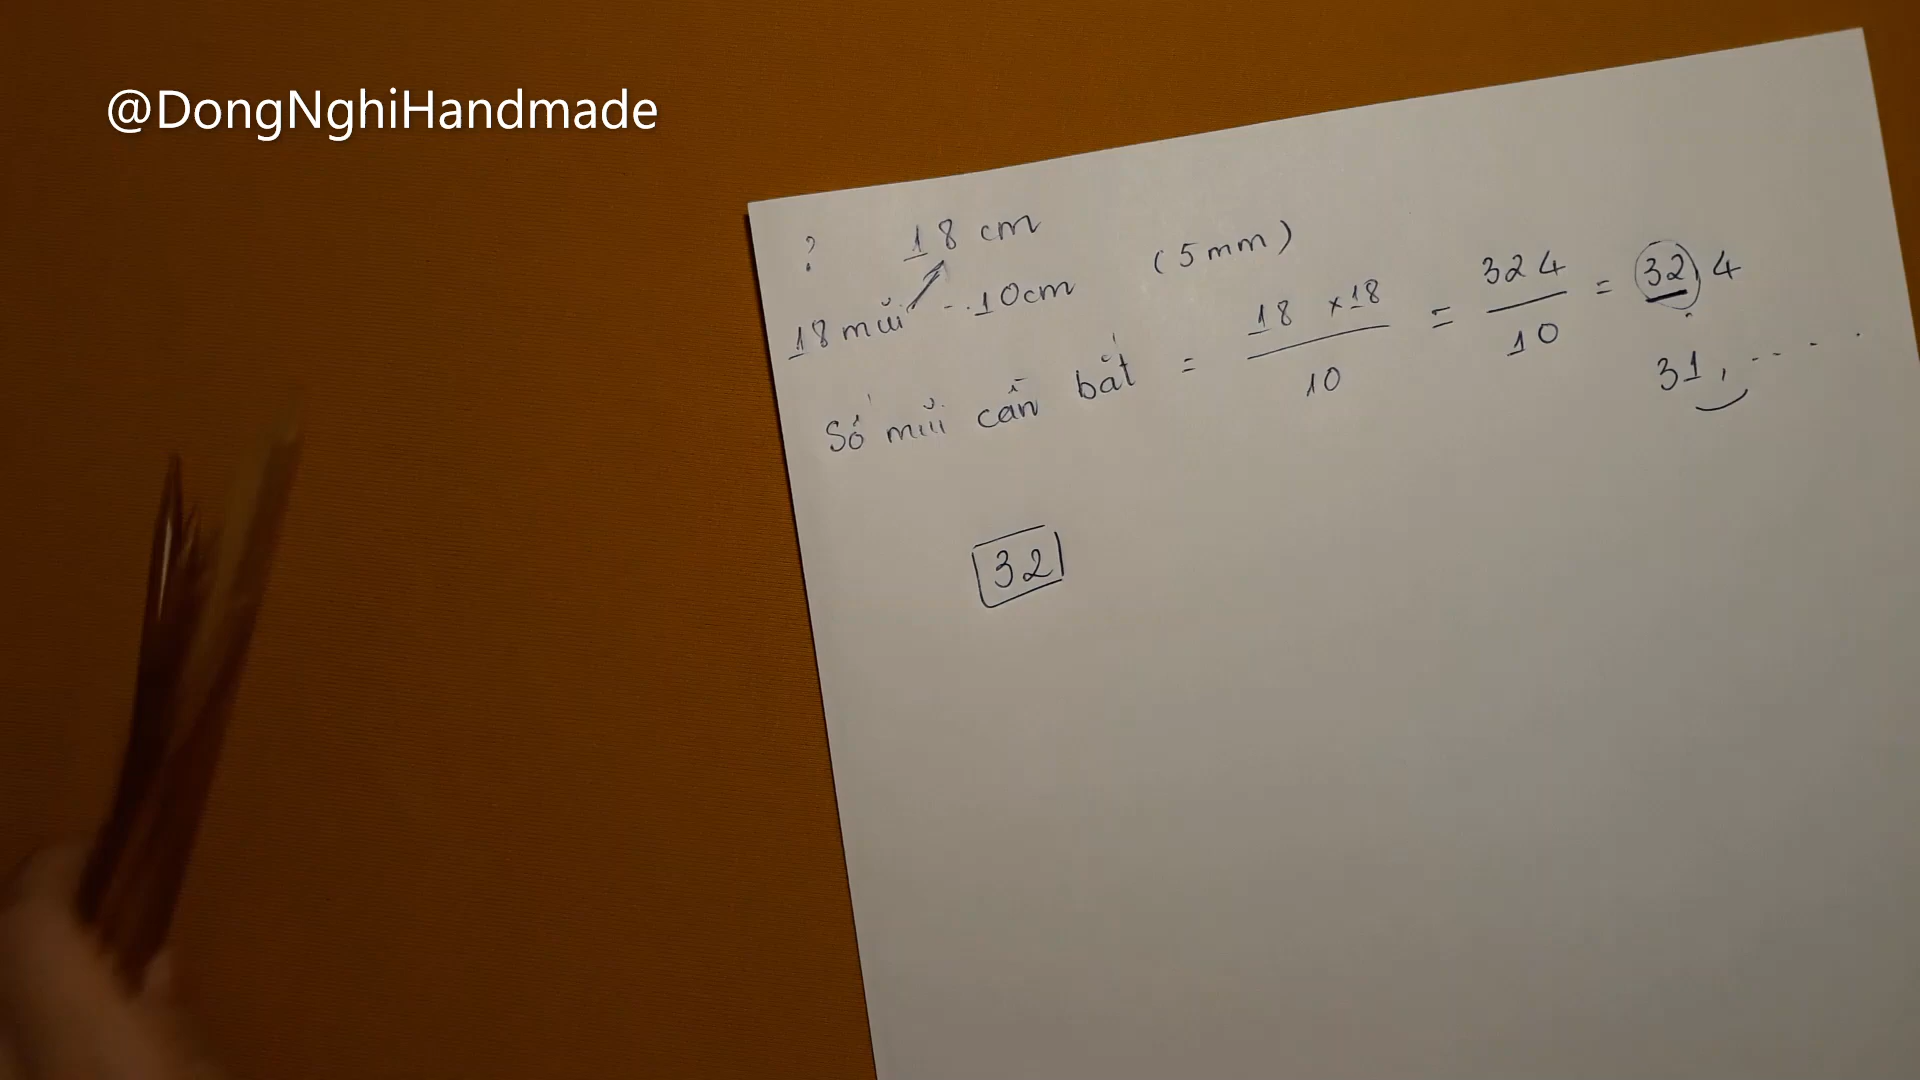 @DongNghiHandmade
? 18 cm
18 mũi - 10cm (5mm)
Số mũi cần bắt = 18 x 18 / 10 = 324 / 10 = 32,4
31, .....
32